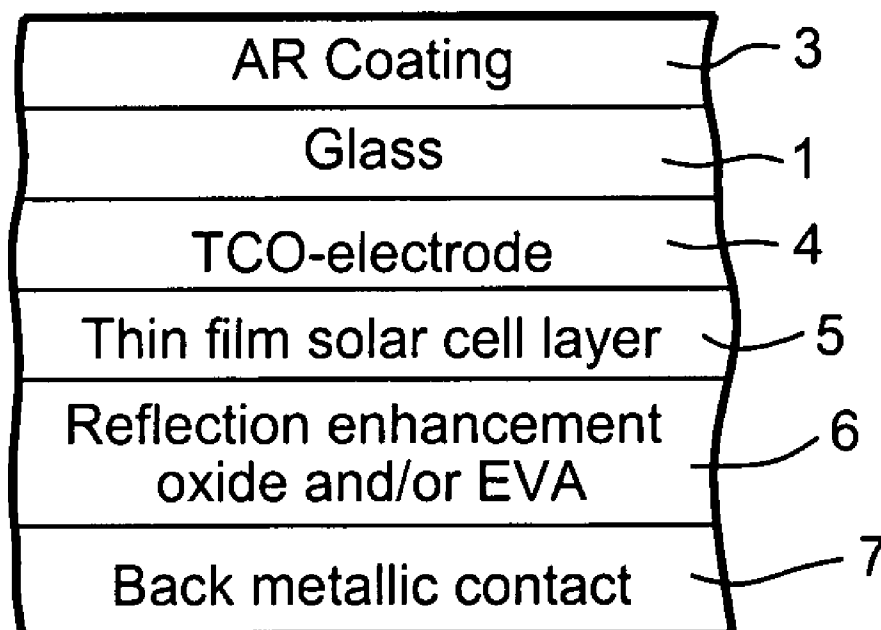 AR Coating 3
Glass 1
TCO-electrode 4
Thin film solar cell layer 5
Reflection enhancement
oxide and/or EVA 6
Back metallic contact 7